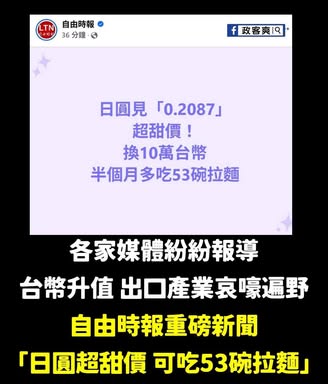 LTN
自由時報
政客爽
36 分鐘
日圓見「0.2087」
超甜價！
換10萬台幣
半個月多吃53碗拉麵
各家媒體紛紛報導
台幣升值 出口產業哀嚎遍野
自由時報重磅新聞
「日圓超甜價 可吃53碗拉麵」